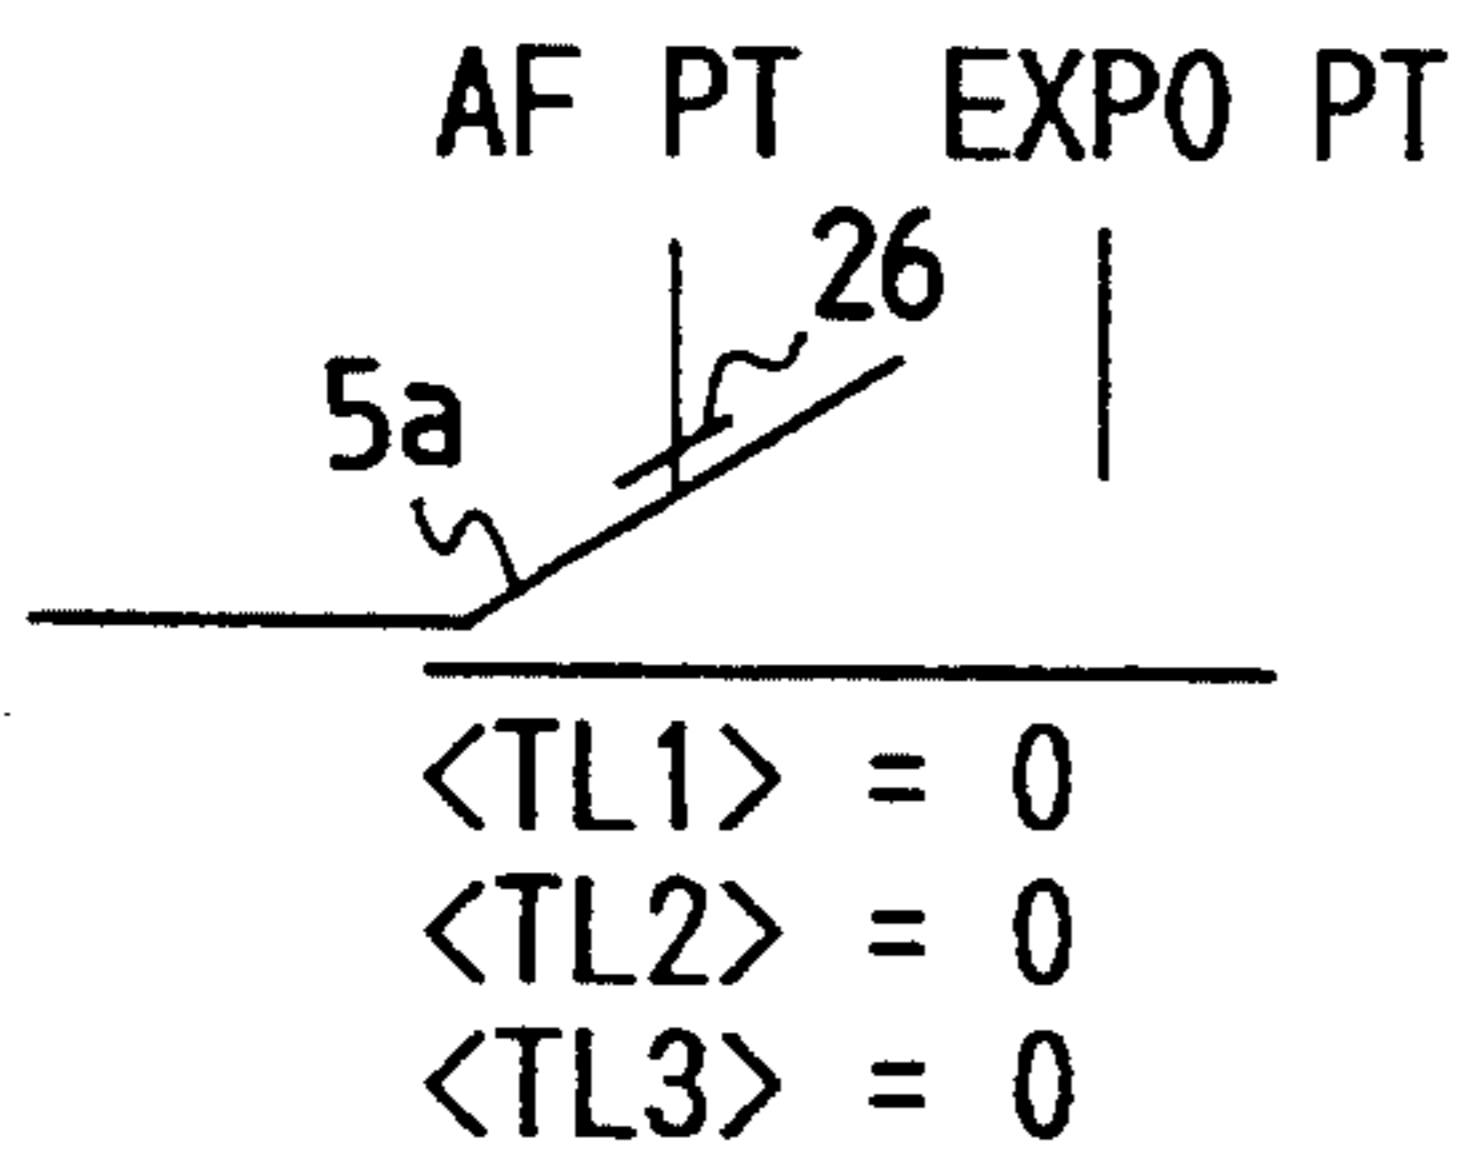 AF PT EXPO PT
26
5a
<TL1> = 0
<TL2> = 0
<TL3> = 0